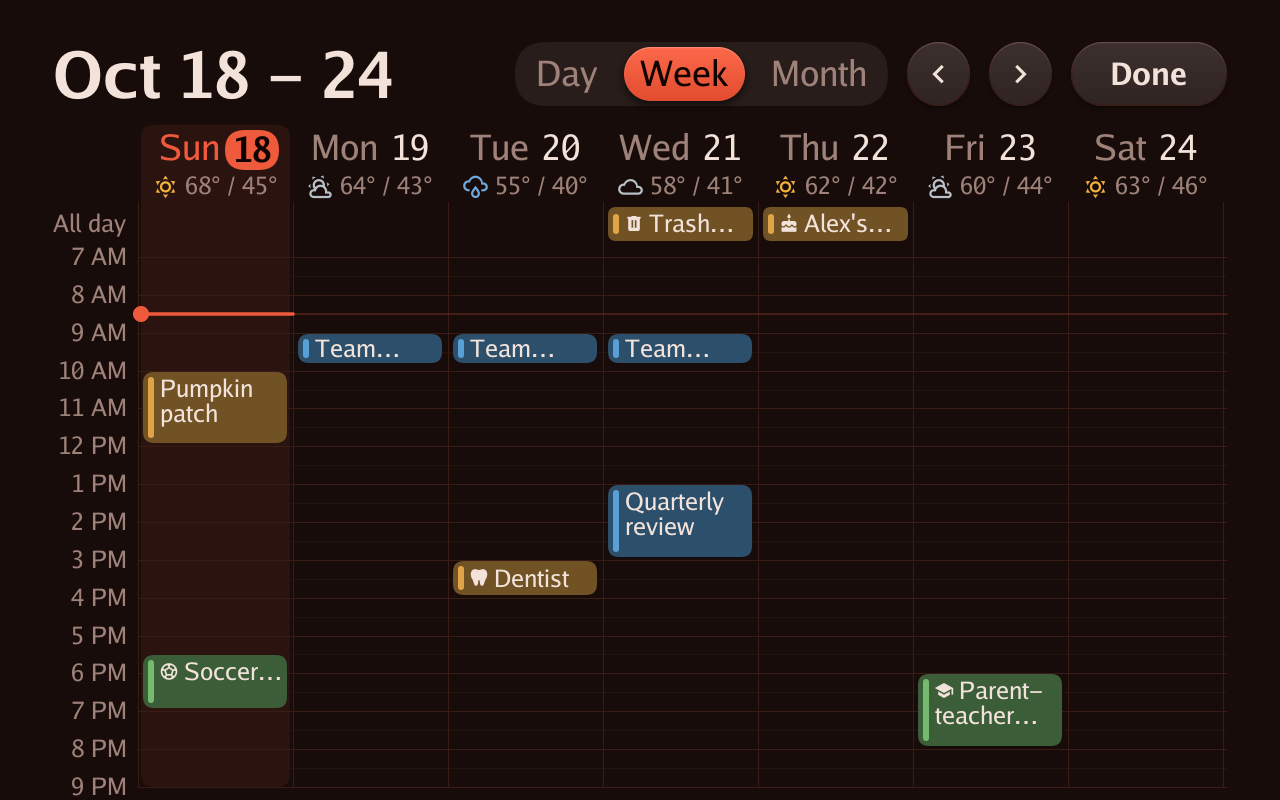 Oct 18 – 24
Day Week Month
Done
Sun 18 Mon 19 Tue 20 Wed 21 Thu 22 Fri 23 Sat 24
68° / 45° 64° / 43° 55° / 40° 58° / 41° 62° / 42° 60° / 44° 63° / 46°
All day
Trash…
Alex's…
7 AM
8 AM
9 AM
Team…
Team…
Team…
10 AM
Pumpkin
patch
11 AM
12 PM
1 PM
Quarterly
review
2 PM
3 PM
Dentist
4 PM
5 PM
6 PM
Soccer…
Parent–
teacher…
7 PM
8 PM
9 PM